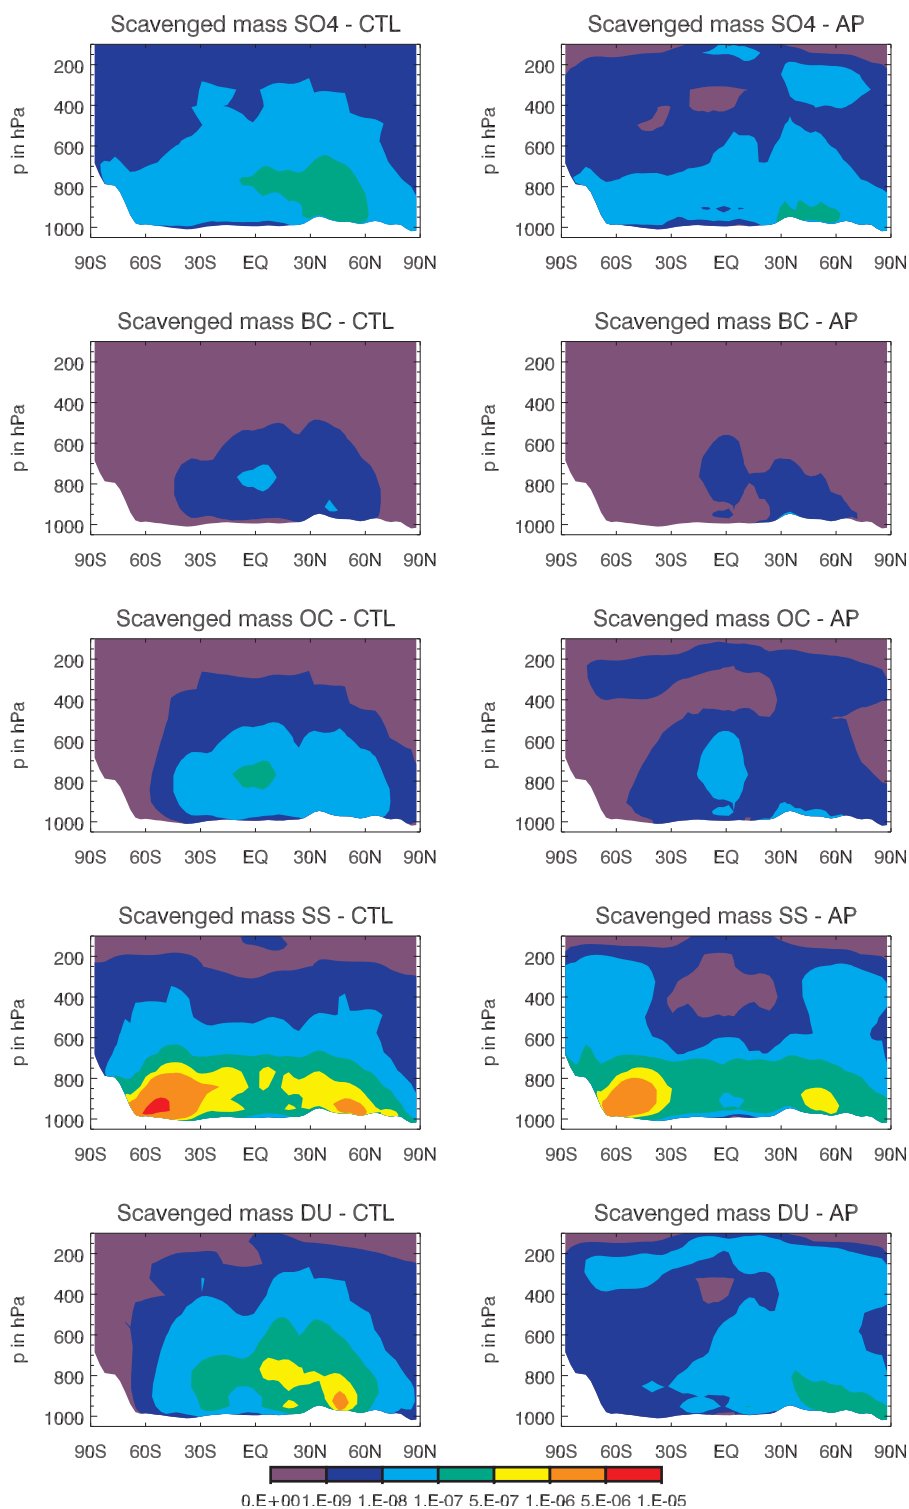 Scavenged mass SO4 - CTL
p in hPa
200
400
600
800
1000
90S 60S 30S EQ 30N 60N 90N
Scavenged mass SO4 - AP
p in hPa
200
400
600
800
1000
90S 60S 30S EQ 30N 60N 90N
Scavenged mass BC - CTL
p in hPa
200
400
600
800
1000
90S 60S 30S EQ 30N 60N 90N
Scavenged mass BC - AP
p in hPa
200
400
600
800
1000
90S 60S 30S EQ 30N 60N 90N
Scavenged mass OC - CTL
p in hPa
200
400
600
800
1000
90S 60S 30S EQ 30N 60N 90N
Scavenged mass OC - AP
p in hPa
200
400
600
800
1000
90S 60S 30S EQ 30N 60N 90N
Scavenged mass SS - CTL
p in hPa
200
400
600
800
1000
90S 60S 30S EQ 30N 60N 90N
Scavenged mass SS - AP
p in hPa
200
400
600
800
1000
90S 60S 30S EQ 30N 60N 90N
Scavenged mass DU - CTL
p in hPa
200
400
600
800
1000
90S 60S 30S EQ 30N 60N 90N
Scavenged mass DU - AP
p in hPa
200
400
600
800
1000
90S 60S 30S EQ 30N 60N 90N
0.E+00 1.E-09 1.E-08 1.E-07 5.E-07 1.E-06 5.E-06 1.E-05